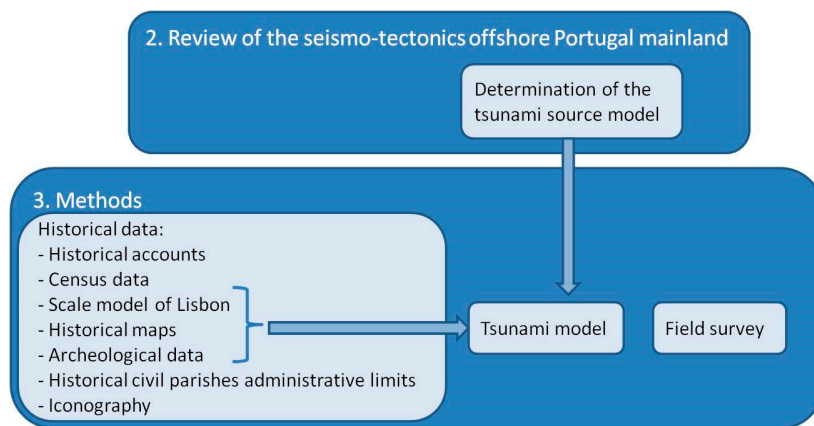 2. Review of the seismo-tectonics offshore Portugal mainland
Determination of the
tsunami source model
3. Methods
Historical data:
- Historical accounts
- Census data
- Scale model of Lisbon
- Historical maps
- Archeological data
- Historical civil parishes administrative limits
- Iconography
Tsunami model
Field survey